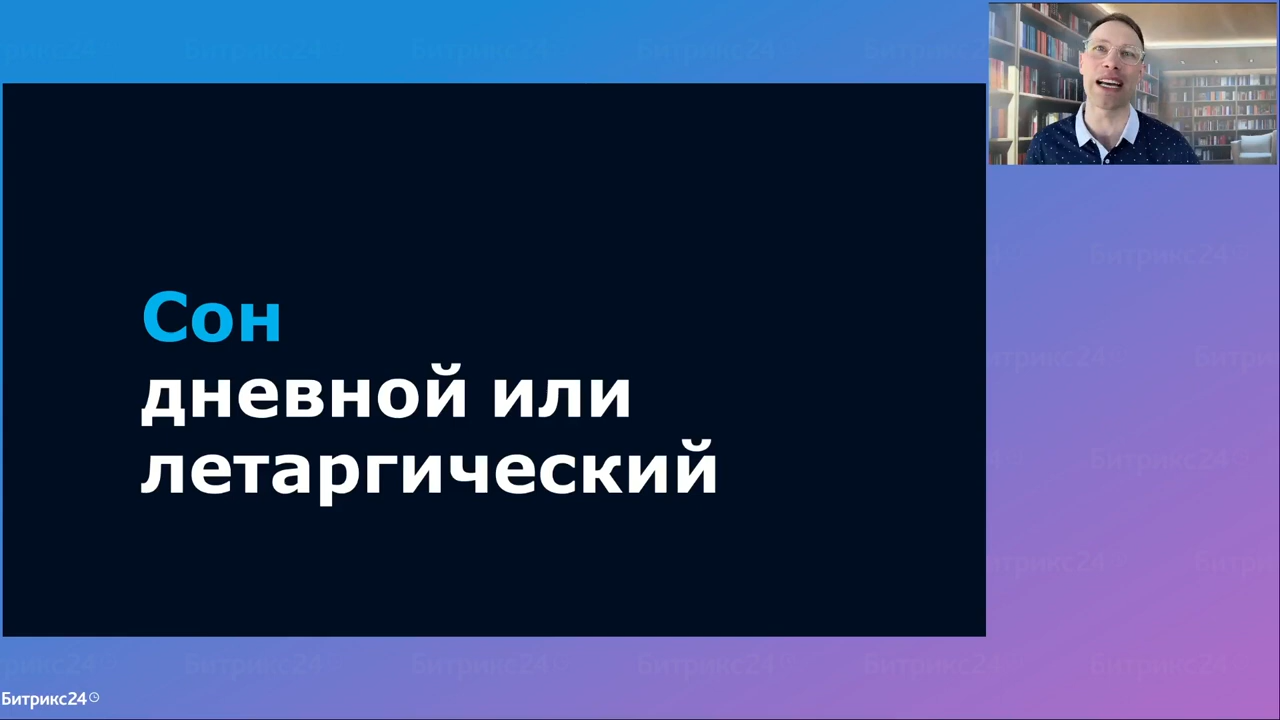 Сон
дневной или
летаргический
Битрикс24